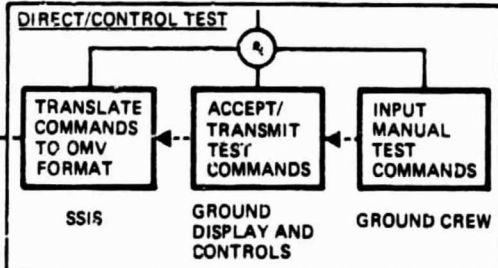 DIRECT/CONTROL TEST
TRANSLATE
COMMANDS
TO OMV
FORMAT
SSIS
ACCEPT/
TRANSMIT
TEST
COMMANDS
GROUND
DISPLAY AND
CONTROLS
INPUT
MANUAL
TEST
COMMANDS
GROUND CREW